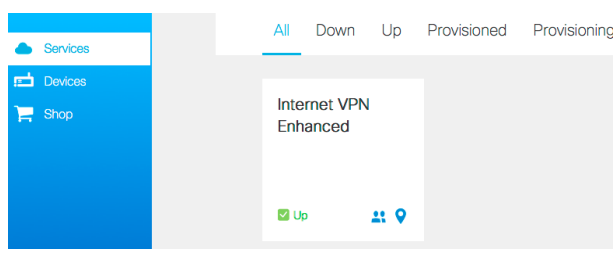 All Down Up Provisioned Provisioning
Services
Devices
Shop
Internet VPN
Enhanced
Up